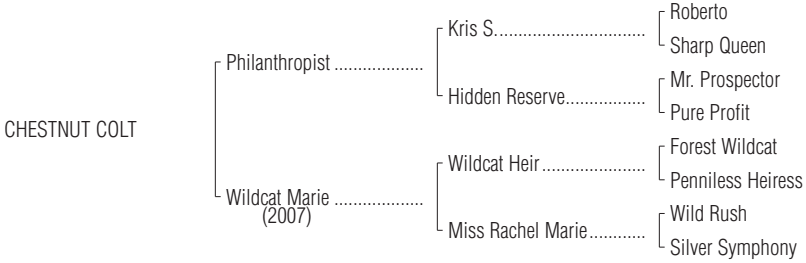 Roberto
Kris S..............................
Sharp Queen
Philanthropist ...................
Mr. Prospector
Hidden Reserve.................
Pure Profit
CHESTNUT COLT
Forest Wildcat
Wildcat Heir......................
Penniless Heiress
Wildcat Marie ...................
(2007)
Wild Rush
Miss Rachel Marie............
Silver Symphony